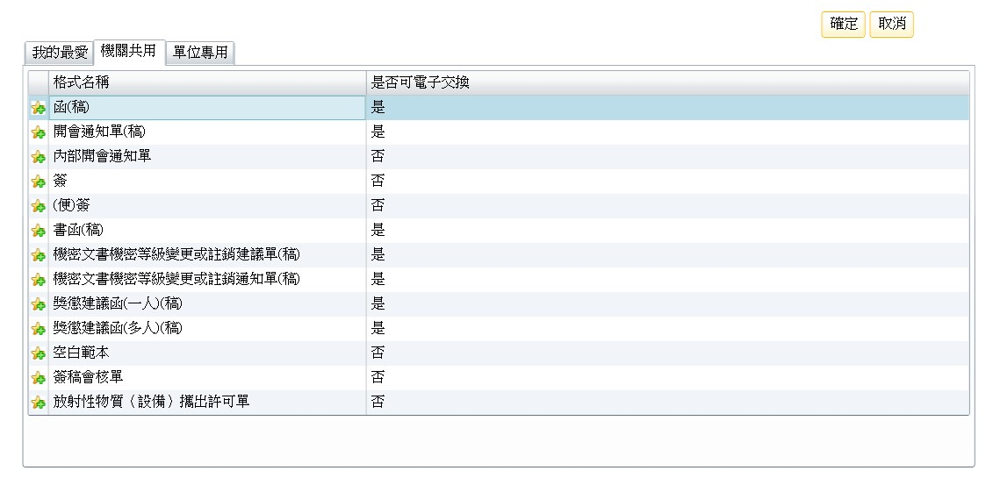 確定 取消
我的最愛 機關共用 單位專用
格式名稱 是否可電子交換
函(稿) 是
開會通知單(稿) 是
內部開會通知單 否
簽 否
(便)簽 否
書函(稿) 是
機密文書機密等級變更或註銷建議單(稿) 是
機密文書機密等級變更或註銷通知單(稿) 是
獎懲建議函(一人)(稿) 是
獎懲建議函(多人)(稿) 是
空白範本 否
簽稿會核單 否
放射性物質（設備）攜出許可單 否